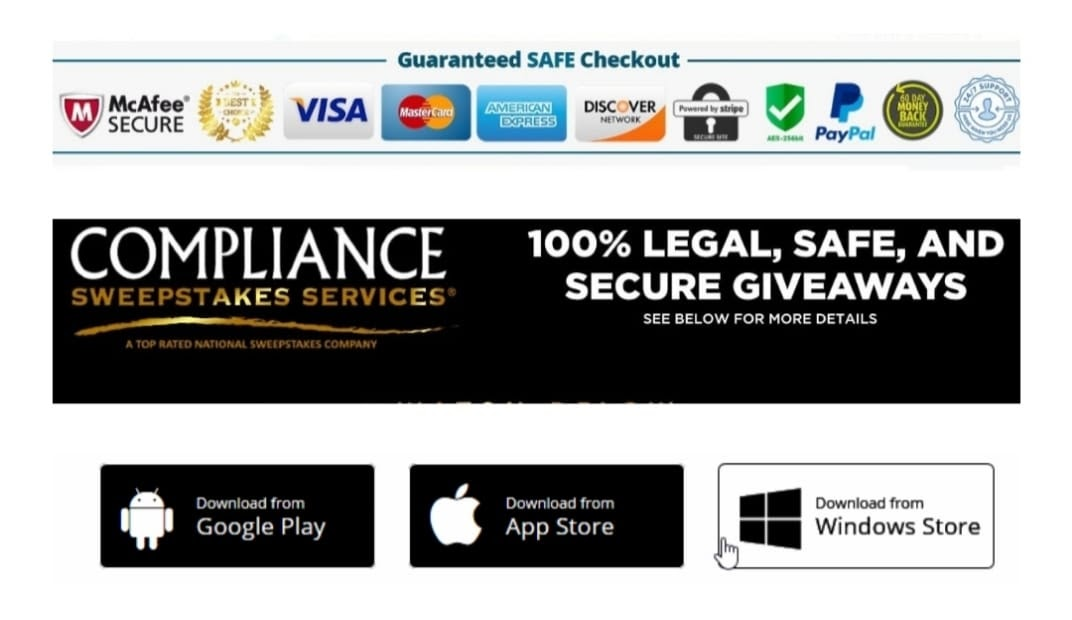 Guaranteed SAFE Checkout
McAfee® SECURE
BEST CHOICE
VISA
MasterCard
AMERICAN EXPRESS
DISCOVER NETWORK
Powered by stripe
SECURE SITE
AES-256bit
PayPal
60 DAY MONEY BACK GUARANTEE
24/7 SUPPORT
COMPLIANCE
SWEEPSTAKES SERVICES®
A TOP RATED NATIONAL SWEEPSTAKES COMPANY
100% LEGAL, SAFE, AND
SECURE GIVEAWAYS
SEE BELOW FOR MORE DETAILS
Download from
Google Play
Download from
App Store
Download from
Windows Store